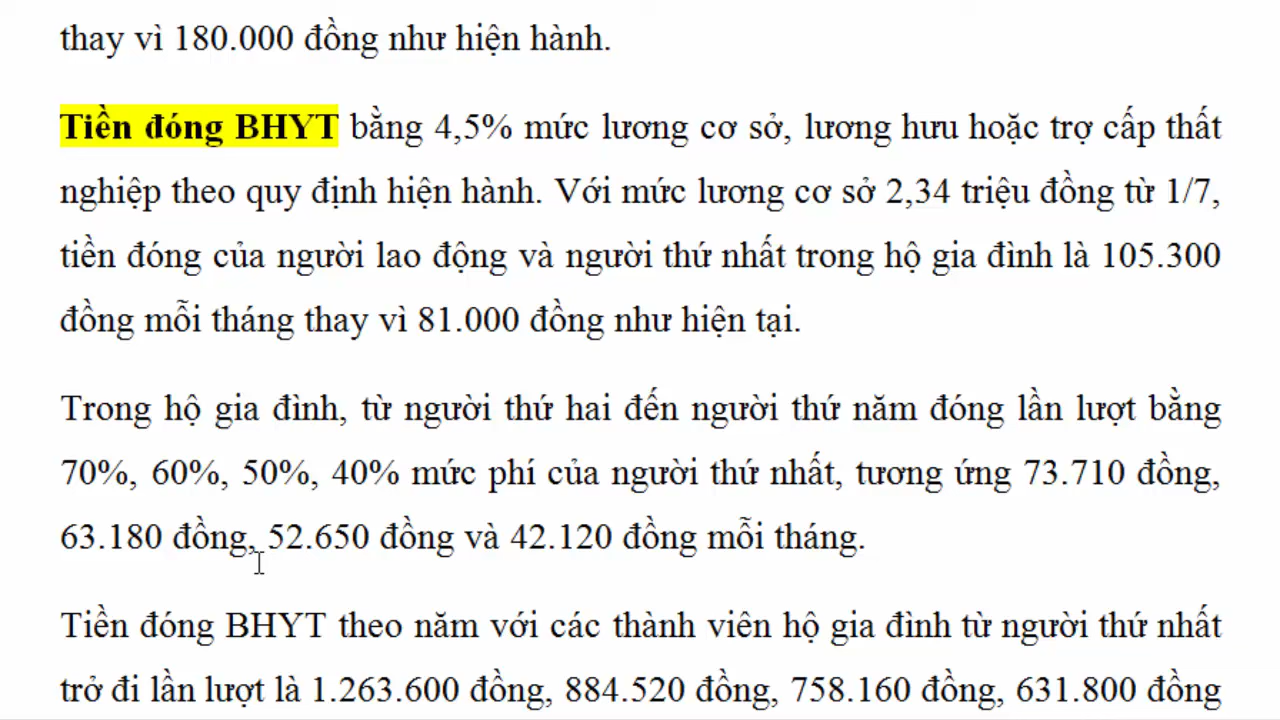 thay vì 180.000 đồng như hiện hành.
Tiền đóng BHYT bằng 4,5% mức lương cơ sở, lương hưu hoặc trợ cấp thất
nghiệp theo quy định hiện hành. Với mức lương cơ sở 2,34 triệu đồng từ 1/7,
tiền đóng của người lao động và người thứ nhất trong hộ gia đình là 105.300
đồng mỗi tháng thay vì 81.000 đồng như hiện tại.
Trong hộ gia đình, từ người thứ hai đến người thứ năm đóng lần lượt bằng
70%, 60%, 50%, 40% mức phí của người thứ nhất, tương ứng 73.710 đồng,
63.180 đồng, 52.650 đồng và 42.120 đồng mỗi tháng.
Tiền đóng BHYT theo năm với các thành viên hộ gia đình từ người thứ nhất
trở đi lần lượt là 1.263.600 đồng, 884.520 đồng, 758.160 đồng, 631.800 đồng